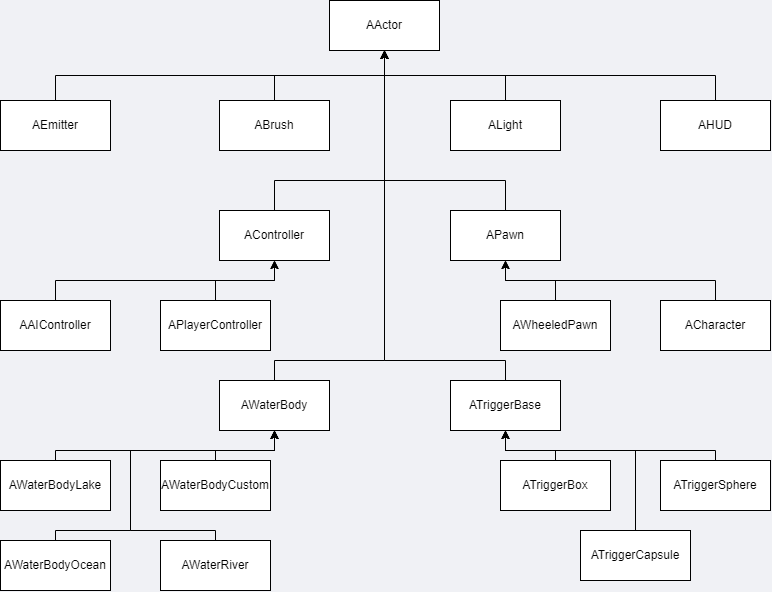 AActor
AEmitter
ABrush
ALight
AHUD
AController
APawn
AAIController
APlayerController
AWheeledPawn
ACharacter
AWaterBody
ATriggerBase
AWaterBodyLake
AWaterBodyCustom
ATriggerBox
ATriggerSphere
ATriggerCapsule
AWaterBodyOcean
AWaterRiver